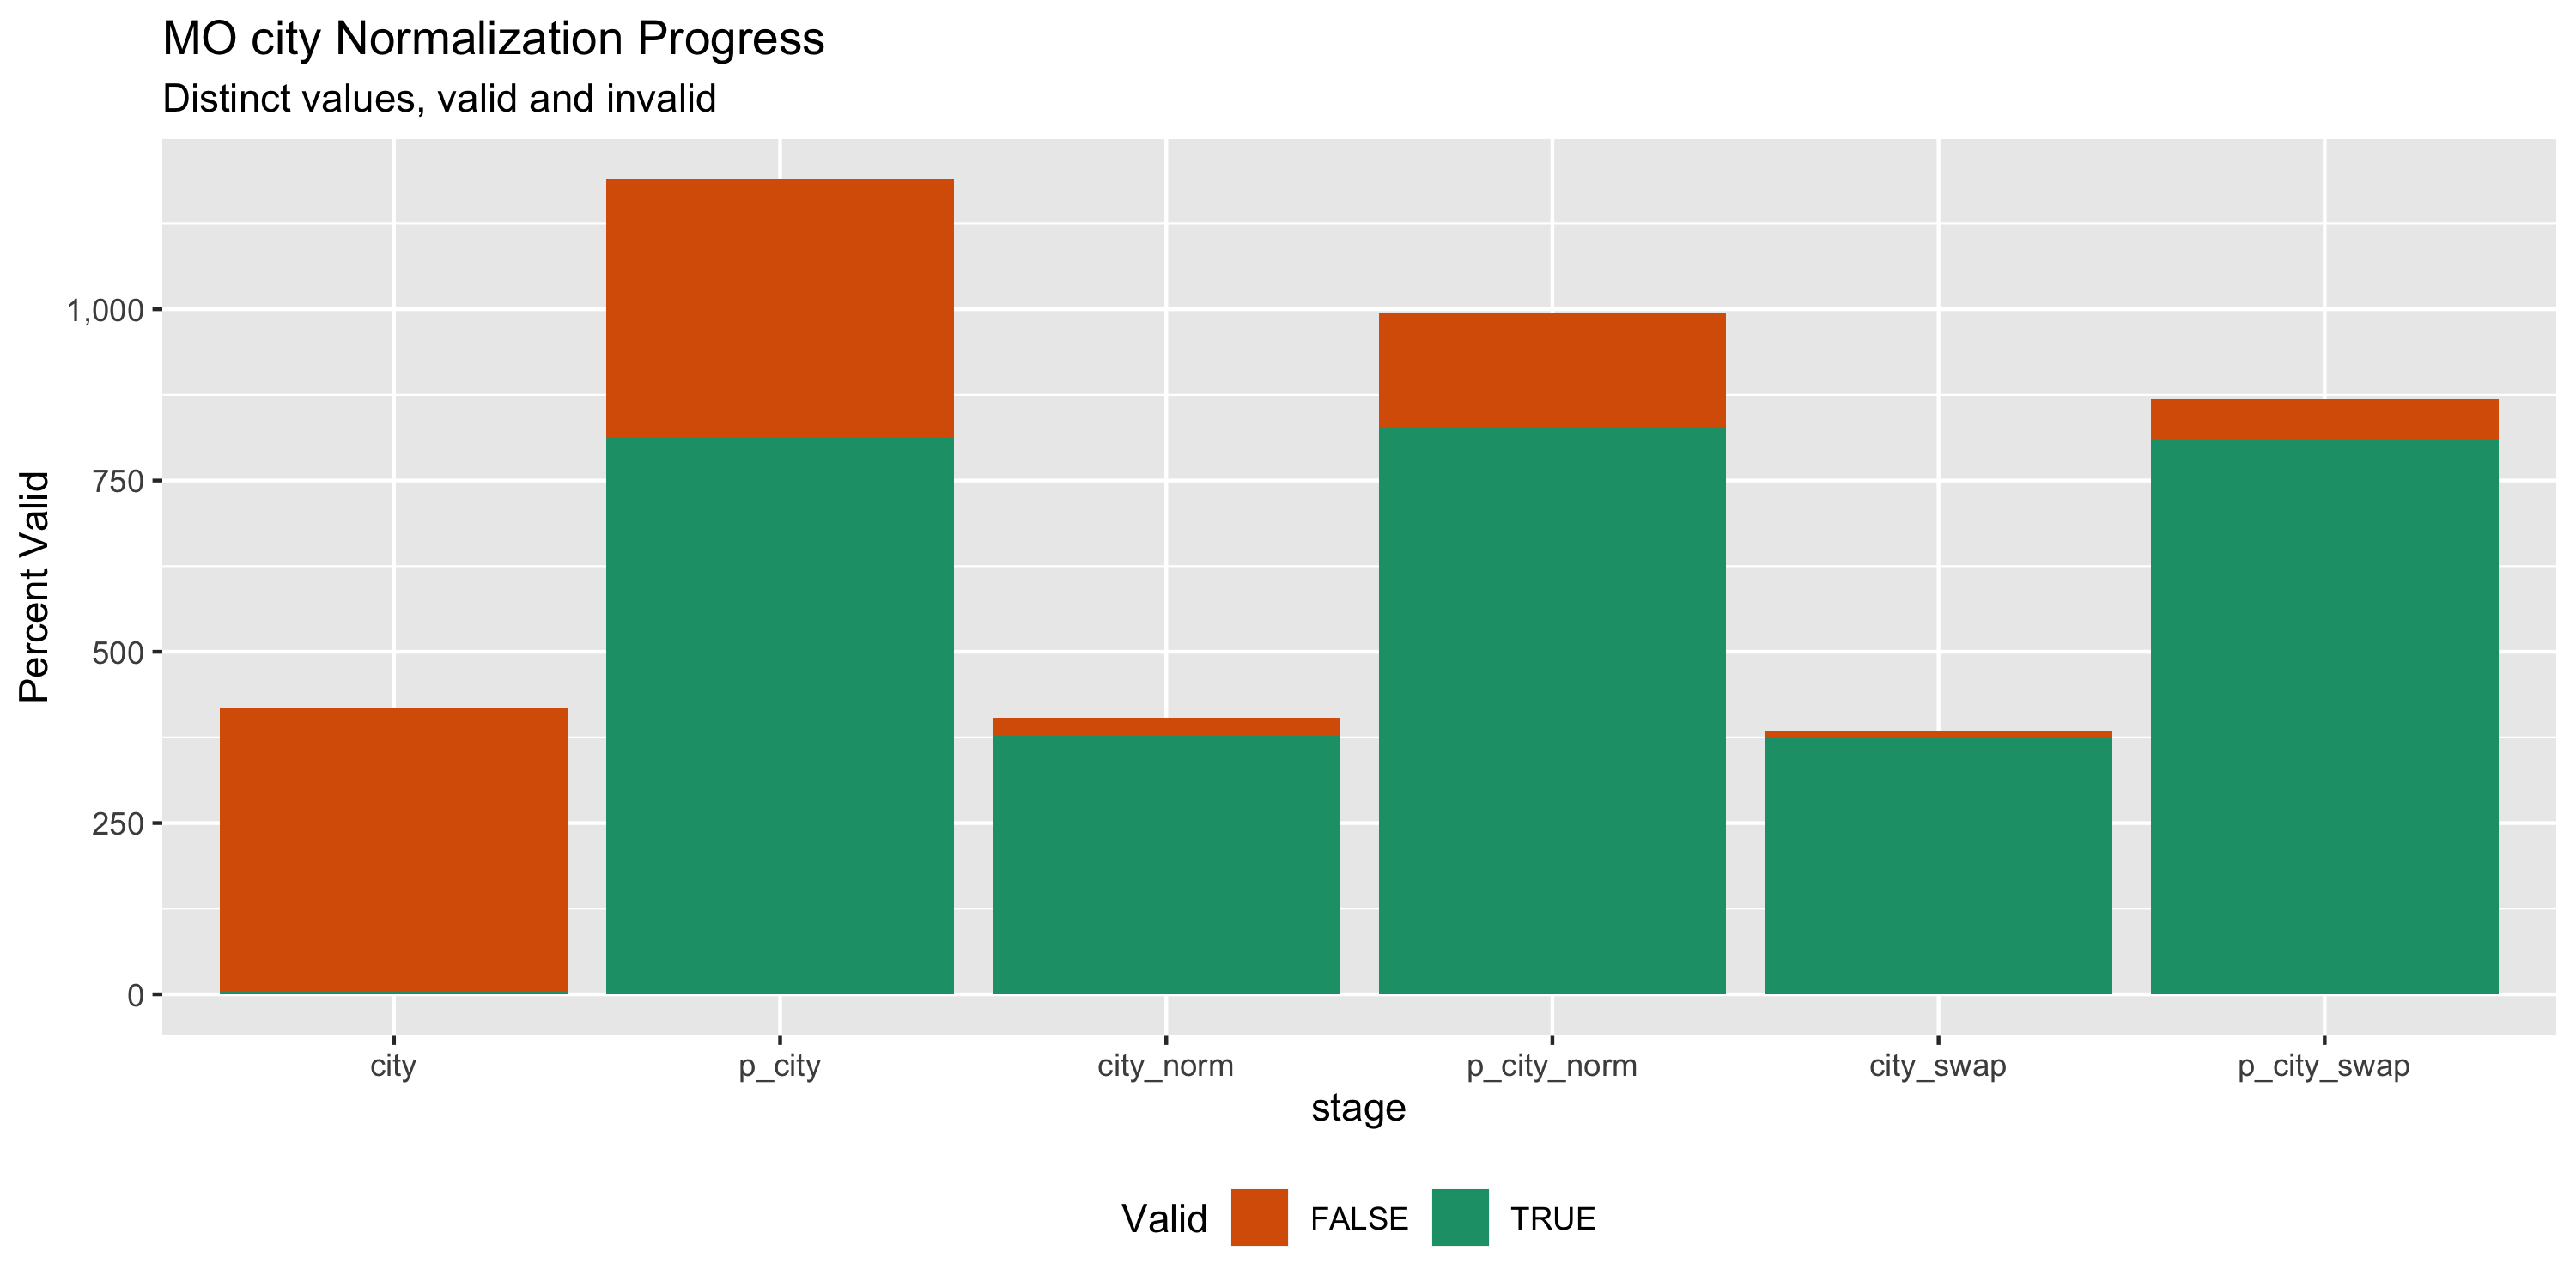 MO city Normalization Progress
Distinct values, valid and invalid
Percent Valid
1,000
750
500
250
0
city p_city city_norm p_city_norm city_swap p_city_swap
stage
Valid FALSE TRUE